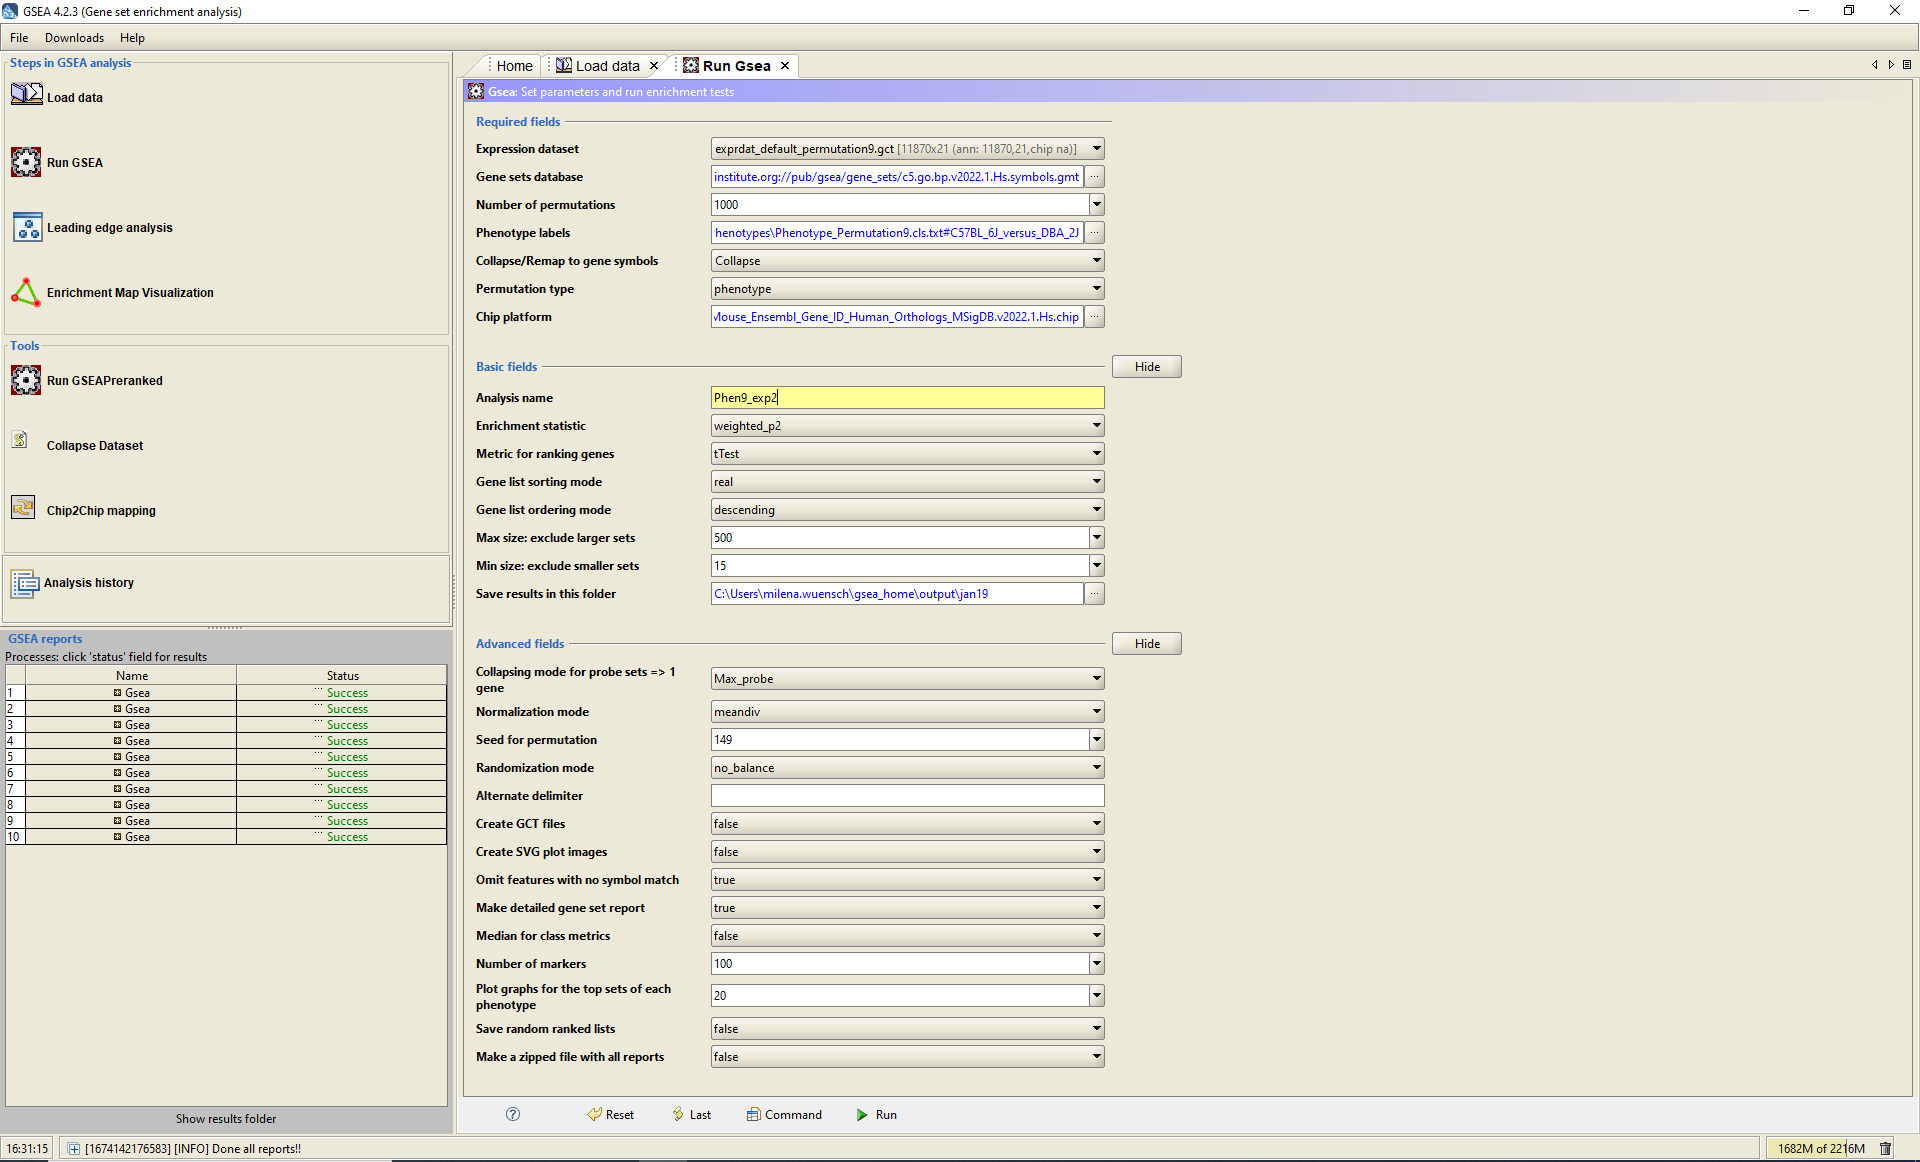 GSEA 4.2.3 (Gene set enrichment analysis)
File Downloads Help
Steps in GSEA analysis
Load data
Run GSEA
Leading edge analysis
Enrichment Map Visualization
Tools
Run GSEAPreranked
Collapse Dataset
Chip2Chip mapping
Analysis history
GSEA reports
Processes: click 'status' field for results
Name Status
1 Gsea ... Success
2 Gsea ... Success
3 Gsea ... Success
4 Gsea ... Success
5 Gsea ... Success
6 Gsea ... Success
7 Gsea ... Success
8 Gsea ... Success
9 Gsea ... Success
10 Gsea ... Success
Show results folder
Home Load data Run Gsea
Gsea: Set parameters and run enrichment tests
Required fields
Expression dataset exprdat_default_permutation9.gct [11870x21 (ann: 11870,21,chip na)]
Gene sets database institute.org://pub/gsea/gene_sets/c5.go.bp.v2022.1.Hs.symbols.gmt ...
Number of permutations 1000
Phenotype labels henotypes\Phenotype_Permutation9.cls.txt#C57BL_6J_versus_DBA_2J ...
Collapse/Remap to gene symbols Collapse
Permutation type phenotype
Chip platform Mouse_Ensembl_Gene_ID_Human_Orthologs_MSigDB.v2022.1.Hs.chip ...
Basic fields Hide
Analysis name Phen9_exp2
Enrichment statistic weighted_p2
Metric for ranking genes tTest
Gene list sorting mode real
Gene list ordering mode descending
Max size: exclude larger sets 500
Min size: exclude smaller sets 15
Save results in this folder C:\Users\milena.wuensch\gsea_home\output\jan19 ...
Advanced fields Hide
Collapsing mode for probe sets => 1
gene Max_probe
Normalization mode meandiv
Seed for permutation 149
Randomization mode no_balance
Alternate delimiter
Create GCT files false
Create SVG plot images false
Omit features with no symbol match true
Make detailed gene set report true
Median for class metrics false
Number of markers 100
Plot graphs for the top sets of each
phenotype 20
Save random ranked lists false
Make a zipped file with all reports false
? Reset Last Command Run
16:31:15 [1674142176583] [INFO] Done all reports!! 1682M of 2216M